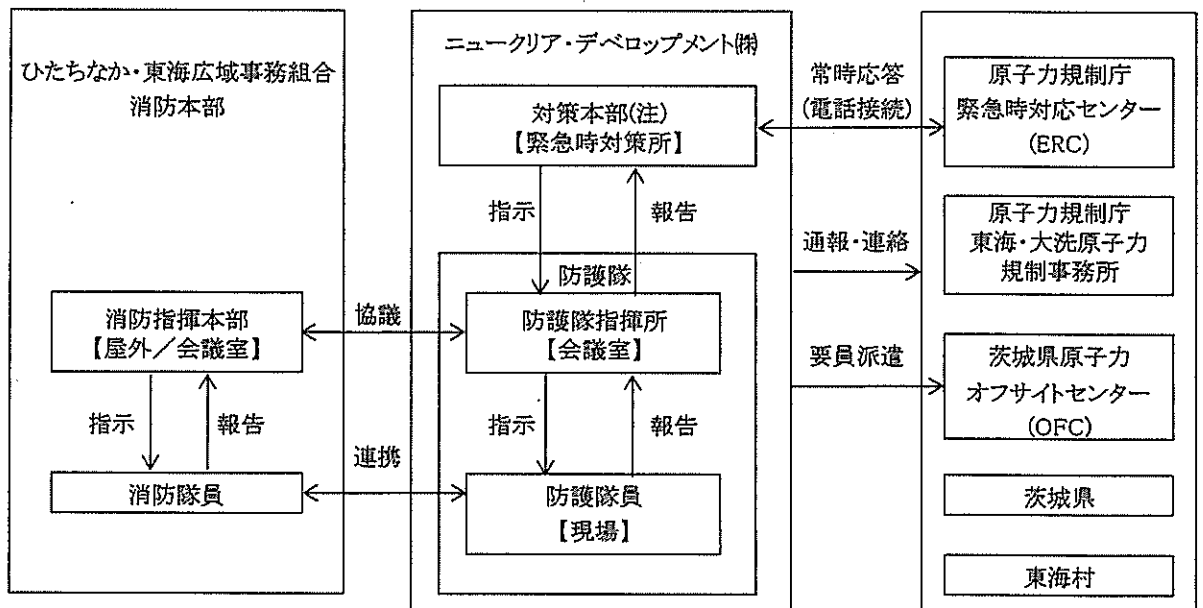 ひたちなか・東海広域事務組合
消防本部
消防指揮本部
【屋外／会議室】
指示
報告
消防隊員
協議
連携
ニュークリア・デベロップメント㈱
対策本部(注)
【緊急時対策所】
指示
報告
防護隊
防護隊指揮所
【会議室】
指示
報告
防護隊員
【現場】
常時応答
(電話接続)
通報・連絡
要員派遣
原子力規制庁
緊急時対応センター
(ERC)
原子力規制庁
東海・大洗原子力
規制事務所
茨城県原子力
オフサイトセンター
(OFC)
茨城県
東海村